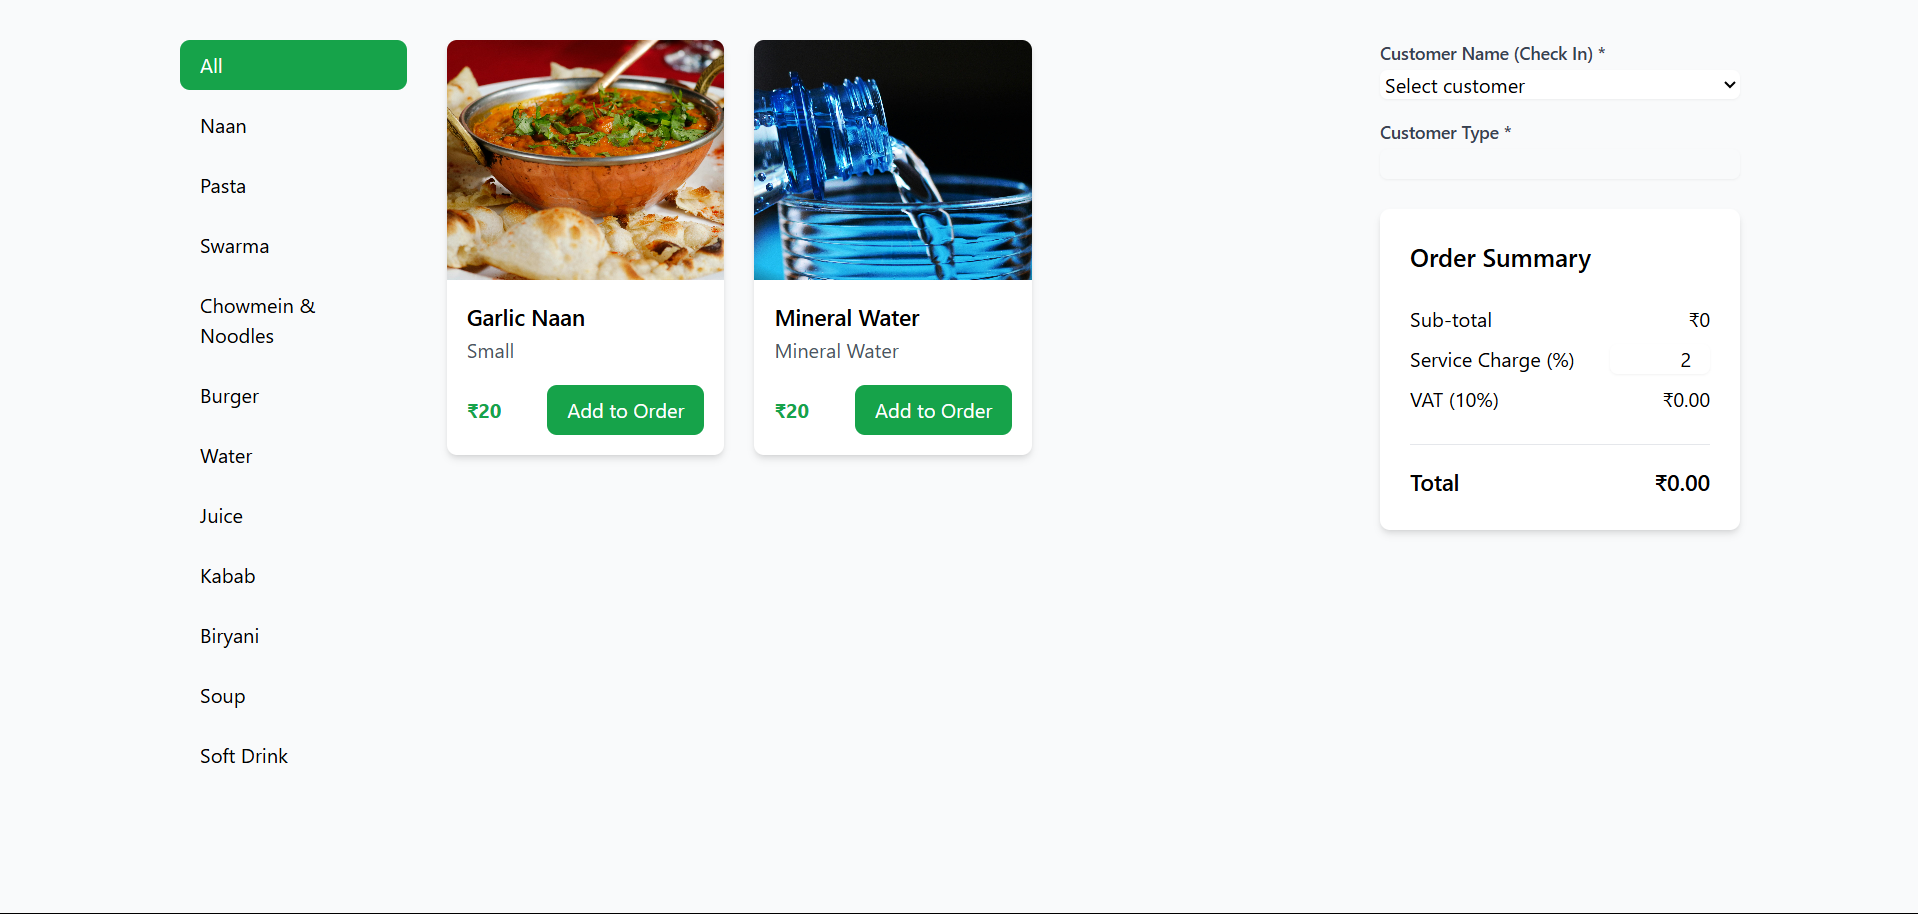 All
Naan
Pasta
Swarma
Chowmein &
Noodles
Burger
Water
Juice
Kabab
Biryani
Soup
Soft Drink
Garlic Naan
Small
₹20
Add to Order
Mineral Water
Mineral Water
₹20
Add to Order
Customer Name (Check In) *
Select customer
Customer Type *
Order Summary
Sub-total ₹0
Service Charge (%) 2
VAT (10%) ₹0.00
Total ₹0.00